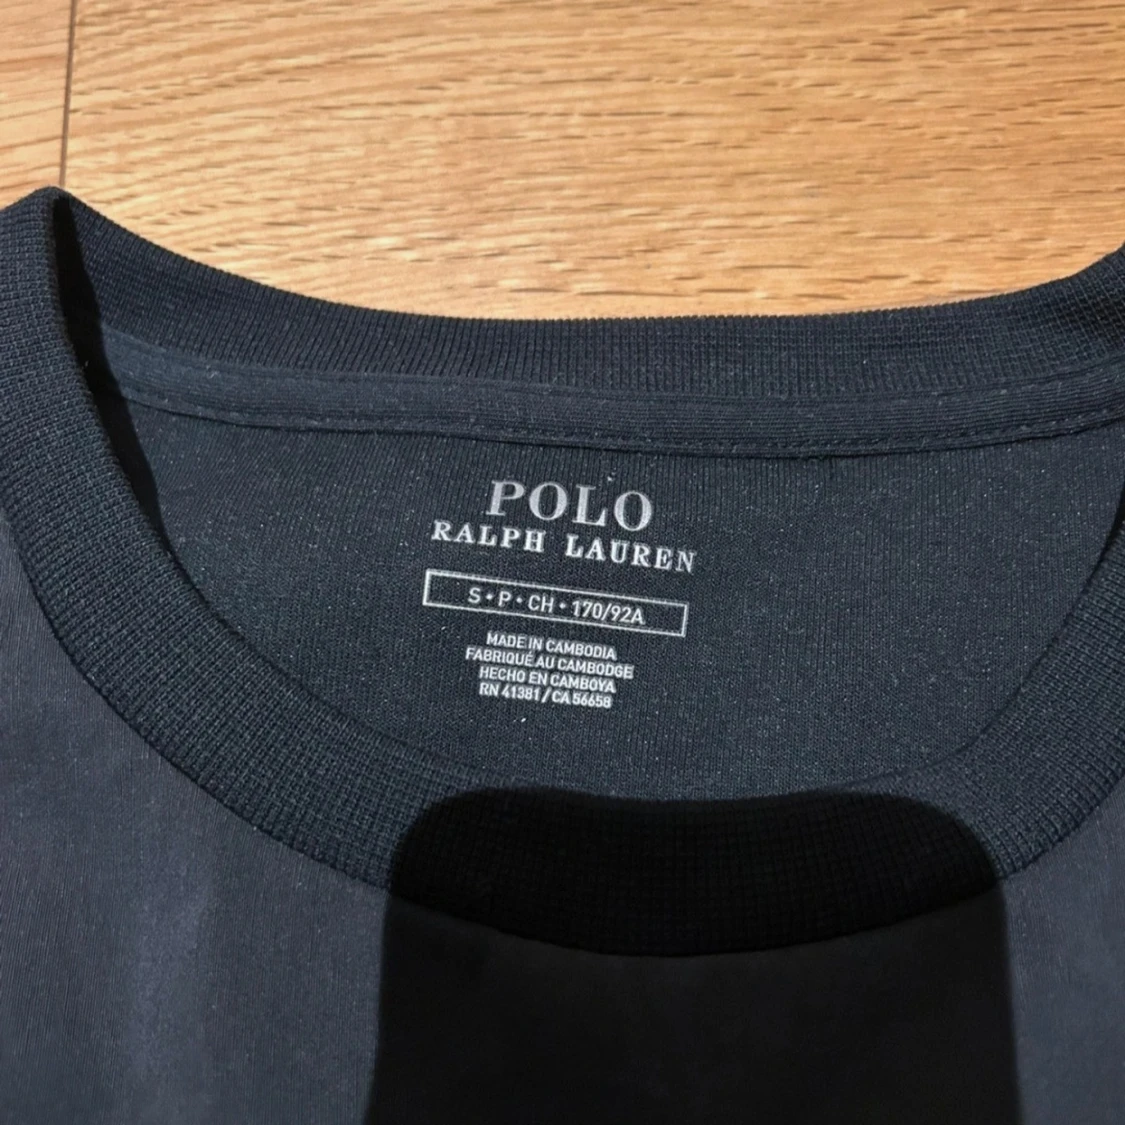 POLO
RALPH LAUREN
S • P • CH • 170/92A
MADE IN CAMBODIA
FABRIQUÉ AU CAMBODGE
HECHO EN CAMBOYA
RN 41381 / CA 56658